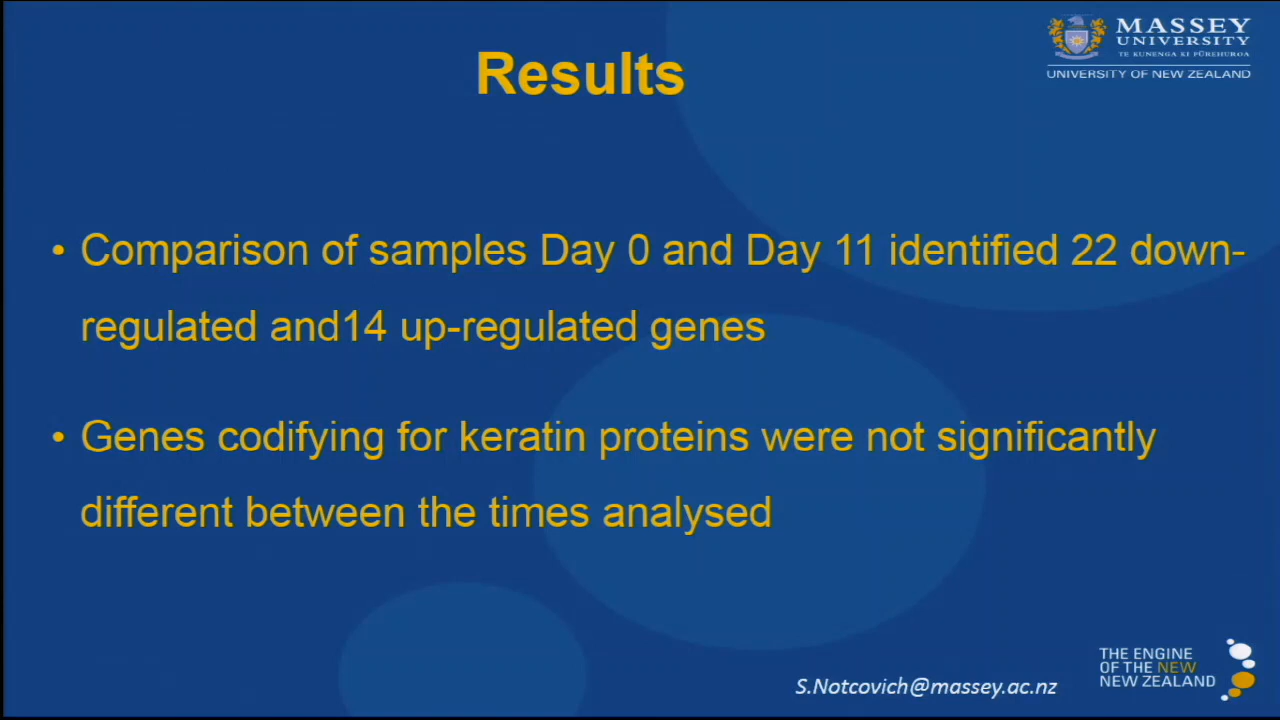 MASSEY
UNIVERSITY
TE KUNENGA KI PŪREHUROA
UNIVERSITY OF NEW ZEALAND
Results
• Comparison of samples Day 0 and Day 11 identified 22 down-
regulated and14 up-regulated genes
• Genes codifying for keratin proteins were not significantly
different between the times analysed
S.Notcovich@massey.ac.nz
THE ENGINE
OF THE NEW
NEW ZEALAND